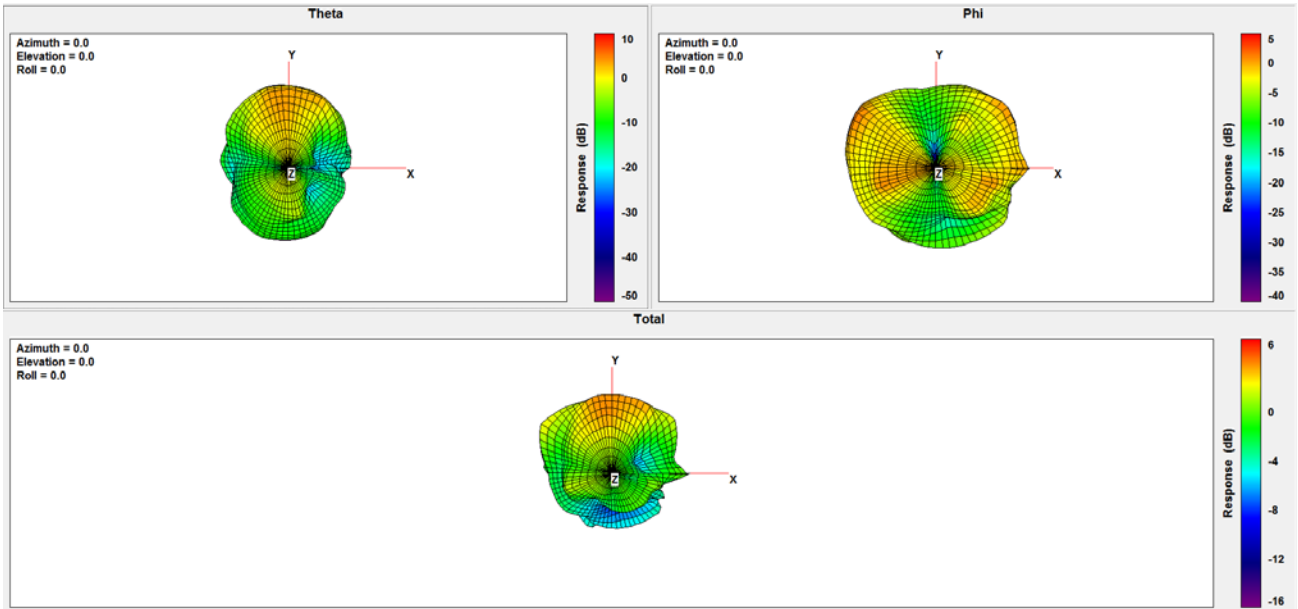 Theta
Azimuth = 0.0
Elevation = 0.0
Roll = 0.0
Y
X
Z
10
0
-10
-20
-30
-40
-50
Response (dB)
Phi
Azimuth = 0.0
Elevation = 0.0
Roll = 0.0
Y
X
Z
5
0
-5
-10
-15
-20
-25
-30
-35
-40
Response (dB)
Total
Azimuth = 0.0
Elevation = 0.0
Roll = 0.0
Y
X
Z
6
0
-4
-8
-12
-16
Response (dB)